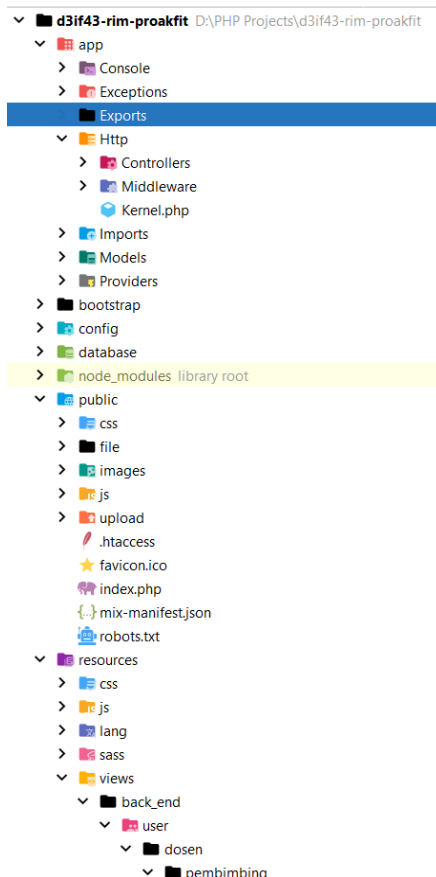 d3if43-rim-proakfit D:\PHP Projects\d3if43-rim-proakfit
app
Console
Exceptions
Exports
Http
Controllers
Middleware
Kernel.php
Imports
Models
Providers
bootstrap
config
database
node_modules library root
public
css
file
images
js
upload
.htaccess
favicon.ico
index.php
mix-manifest.json
robots.txt
resources
css
js
lang
sass
views
back_end
user
dosen
pembimbing